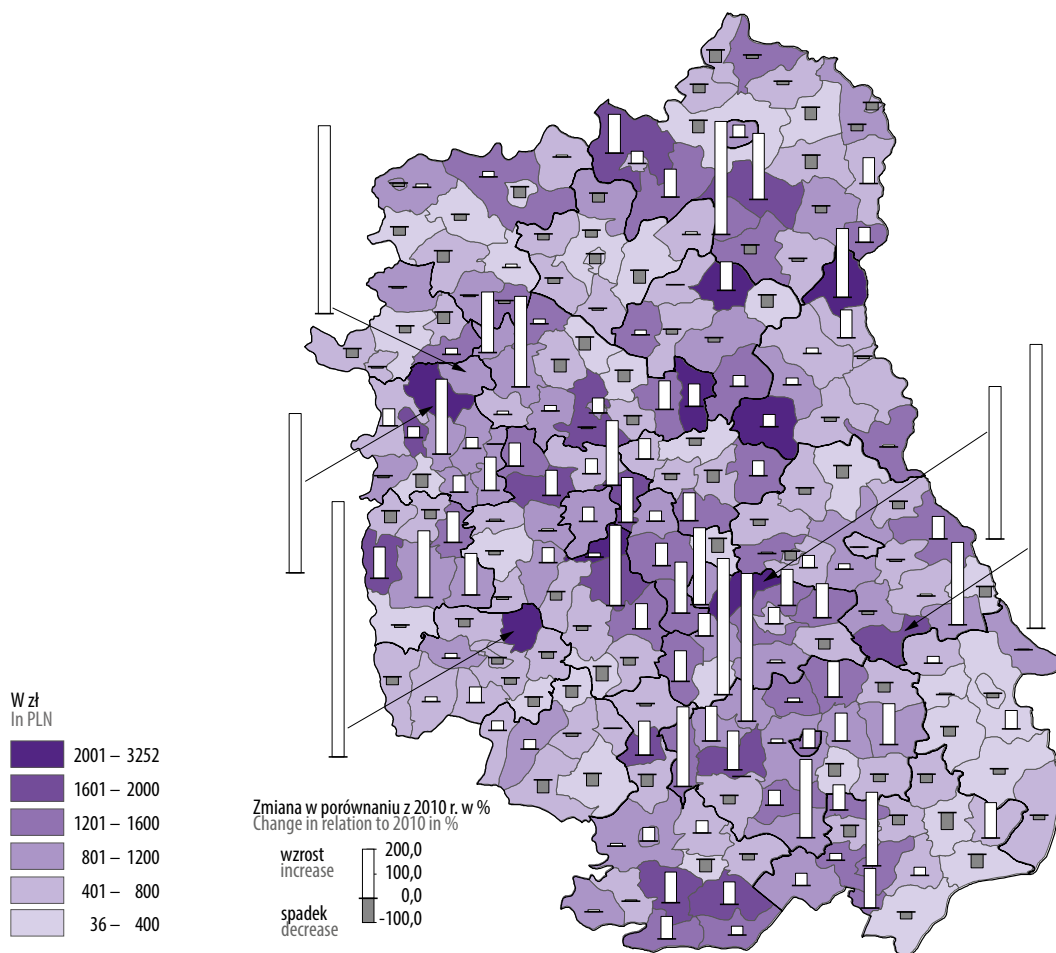 W zł
In PLN
2001 – 3252
1601 – 2000
1201 – 1600
801 – 1200
401 – 800
36 – 400
Zmiana w porównaniu z 2010 r. w %
Change in relation to 2010 in %
wzrost
increase
spadek
decrease
200,0
100,0
0,0
-100,0